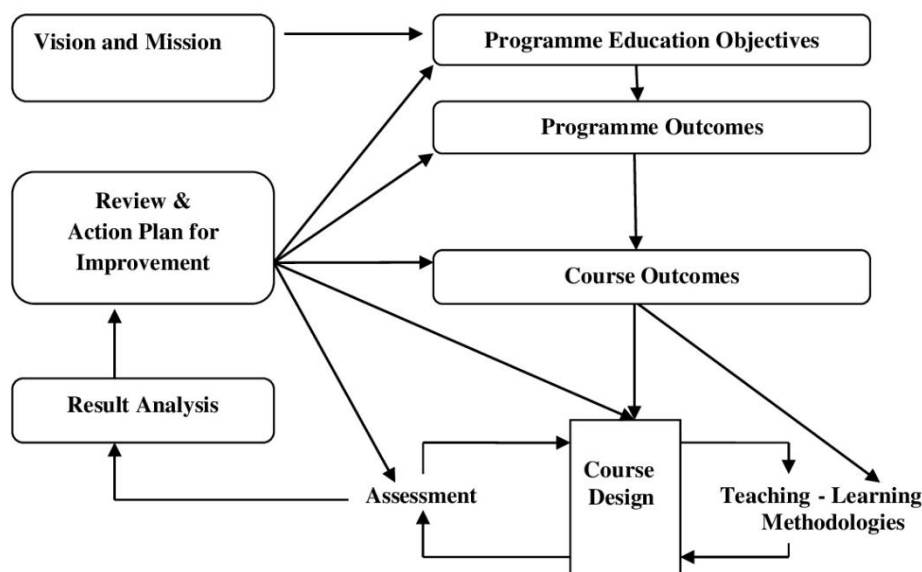 Vision and Mission
Programme Education Objectives
Programme Outcomes
Review &
Action Plan for
Improvement
Course Outcomes
Result Analysis
Assessment
Course
Design
Teaching - Learning
Methodologies